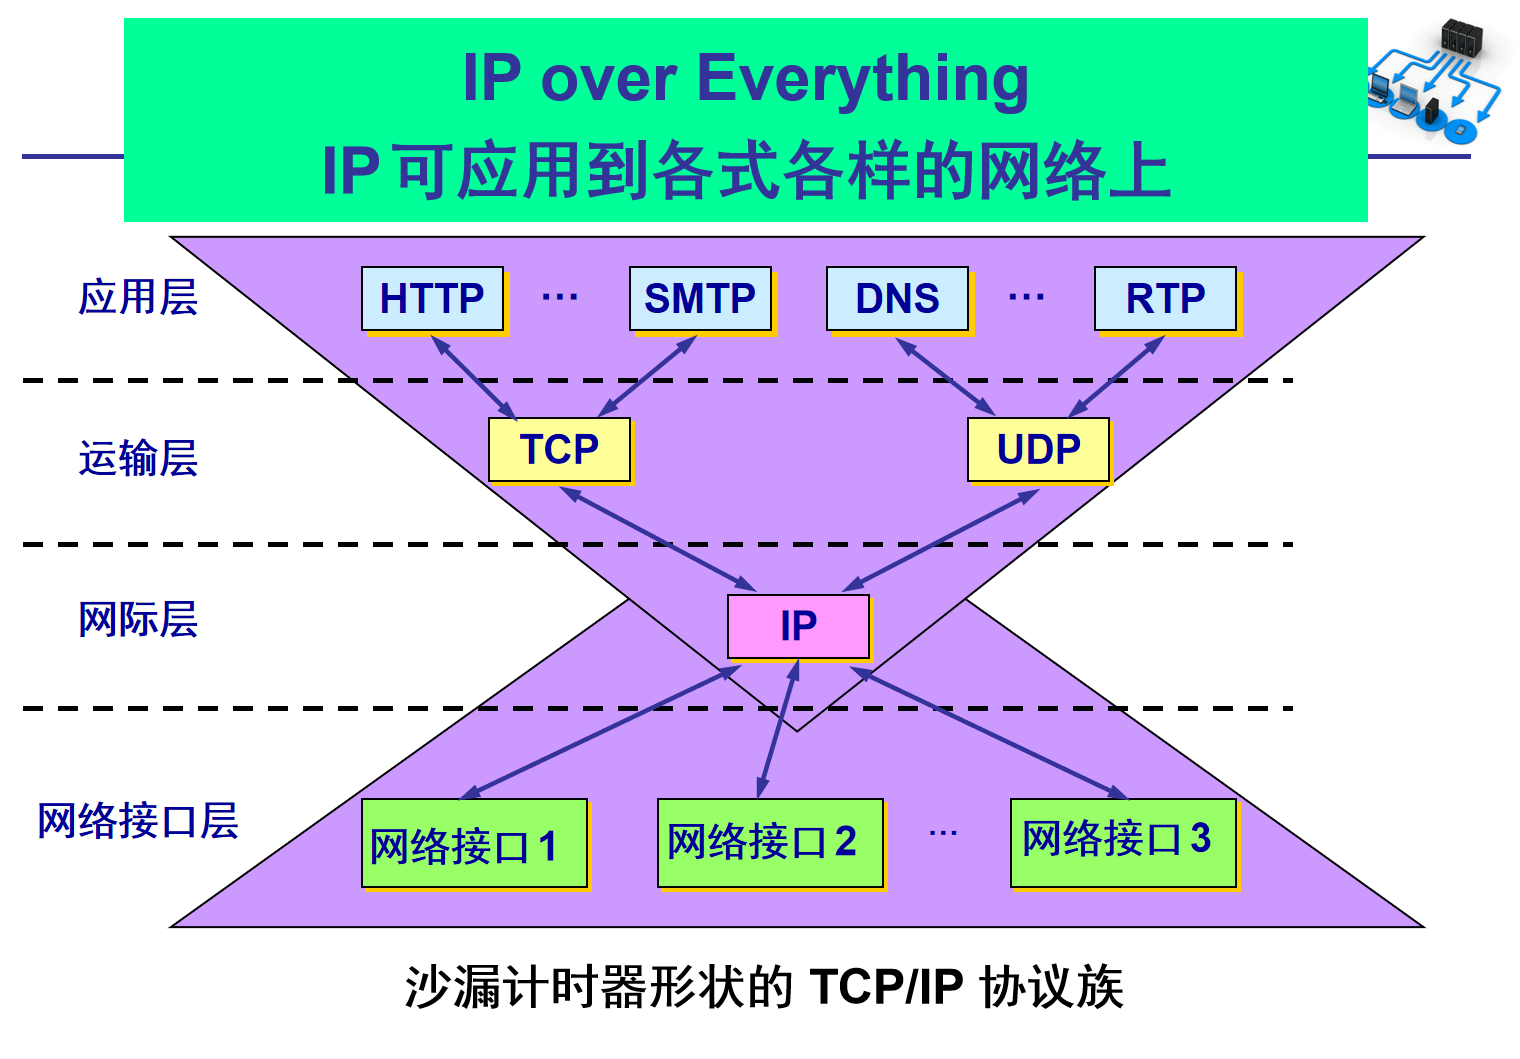 IP over Everything
IP可应用到各式各样的网络上
应用层
HTTP … SMTP DNS … RTP
运输层
TCP UDP
网际层
IP
网络接口层
网络接口1 网络接口2 … 网络接口3
沙漏计时器形状的 TCP/IP 协议族